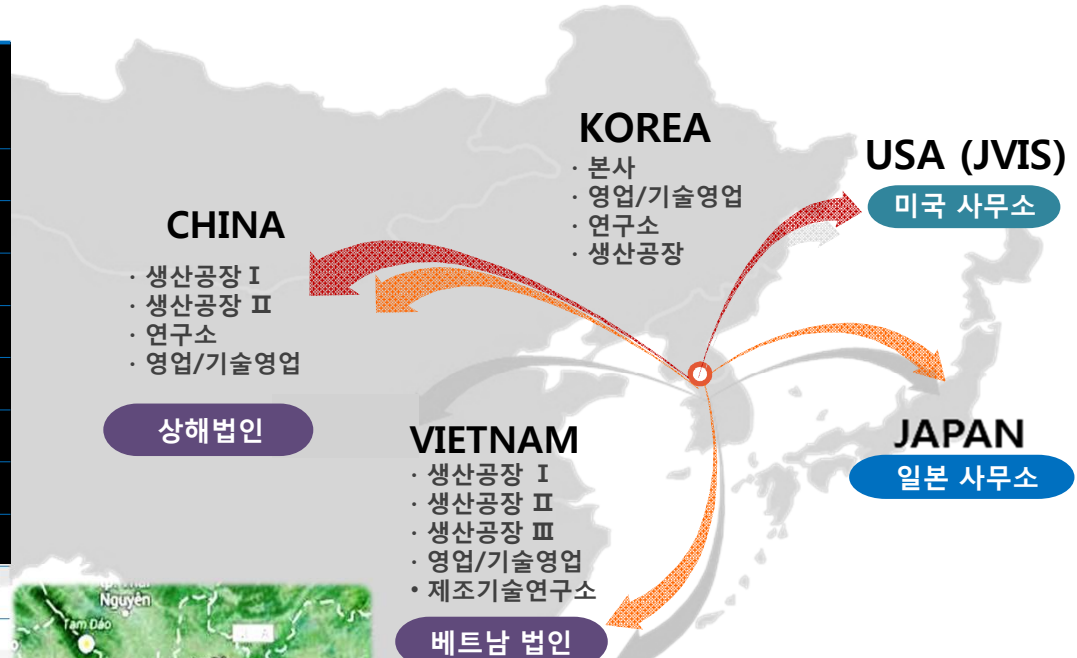 KOREA
· 본사
· 영업/기술영업
· 연구소
· 생산공장
USA (JVIS)
미국 사무소
CHINA
· 생산공장 I
· 생산공장 II
· 연구소
· 영업/기술영업
상해법인
VIETNAM
· 생산공장 I
· 생산공장 II
· 생산공장 III
· 영업/기술영업
• 제조기술연구소
베트남 법인
JAPAN
일본 사무소
Nguyên
Tam Đảo